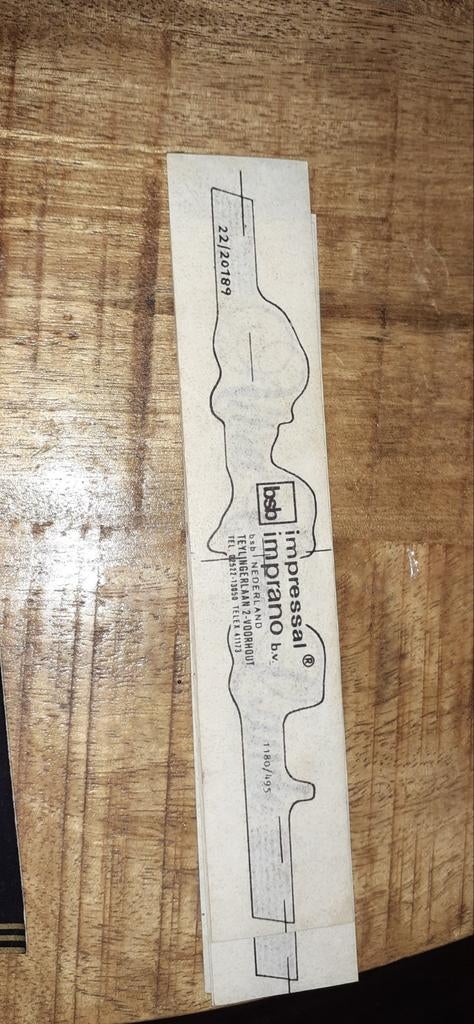 22/20189
bsb
impressal ®
imprano b.v.
bsb NEDERLAND
TEYLINGERLAAN 2-VOORHOUT
TEL 02522-13050 TELEX 41173
1180/495